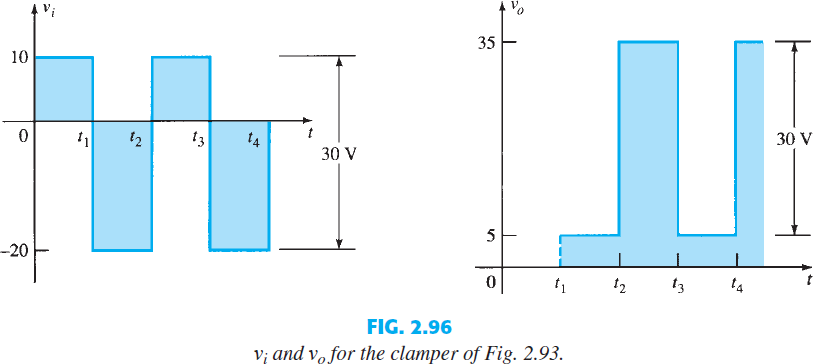 v_i
10
0
t_1
t_2
t_3
t_4
t
30 V
–20
v_o
35
30 V
5
0
t_1
t_2
t_3
t_4
t
FIG. 2.96
v_i and v_o for the clamper of Fig. 2.93.